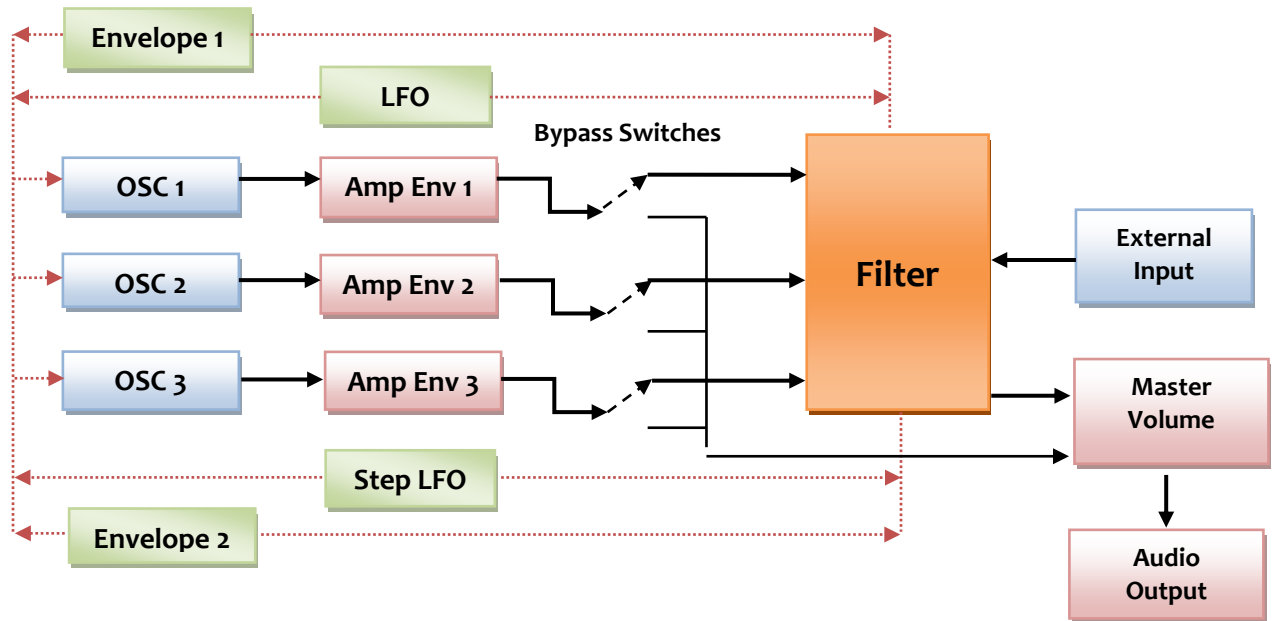 Envelope 1
LFO
Bypass Switches
OSC 1
Amp Env 1
OSC 2
Amp Env 2
OSC 3
Amp Env 3
Filter
External
Input
Master
Volume
Step LFO
Envelope 2
Audio
Output